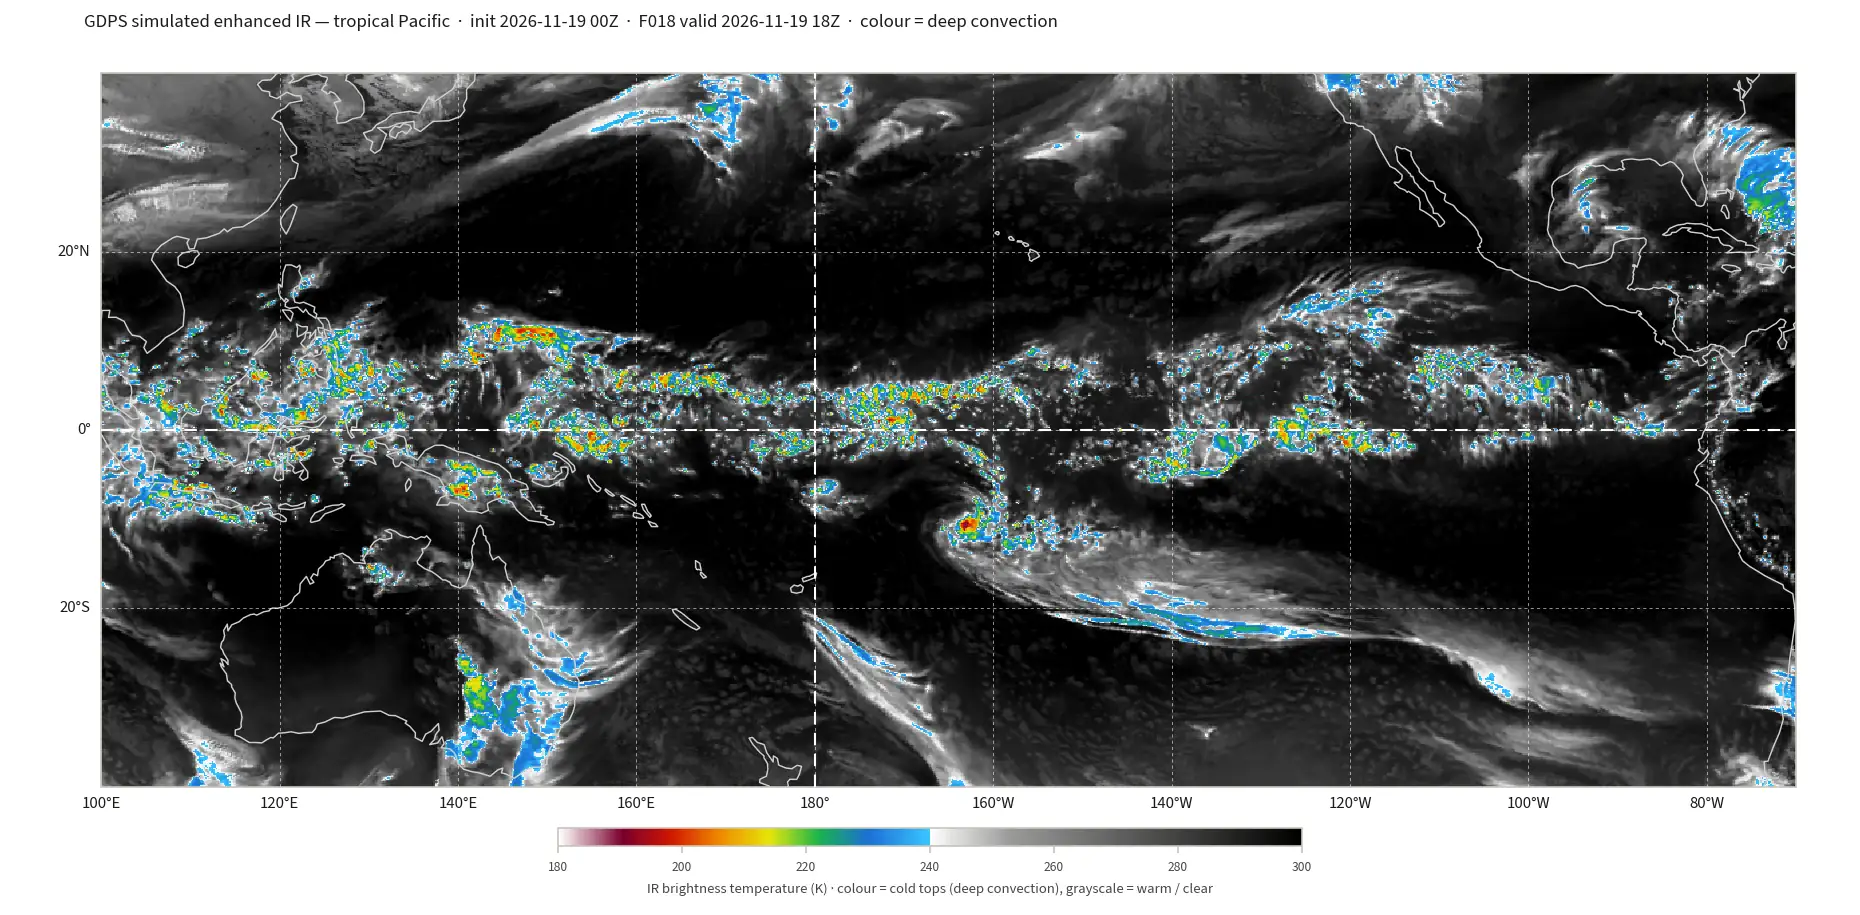 GDPS simulated enhanced IR — tropical Pacific · init 2026-11-19 00Z · F018 valid 2026-11-19 18Z · colour = deep convection
20°N
0°
20°S
100°E 120°E 140°E 160°E 180° 160°W 140°W 120°W 100°W 80°W
180 200 220 240 260 280 300
IR brightness temperature (K) · colour = cold tops (deep convection), grayscale = warm / clear